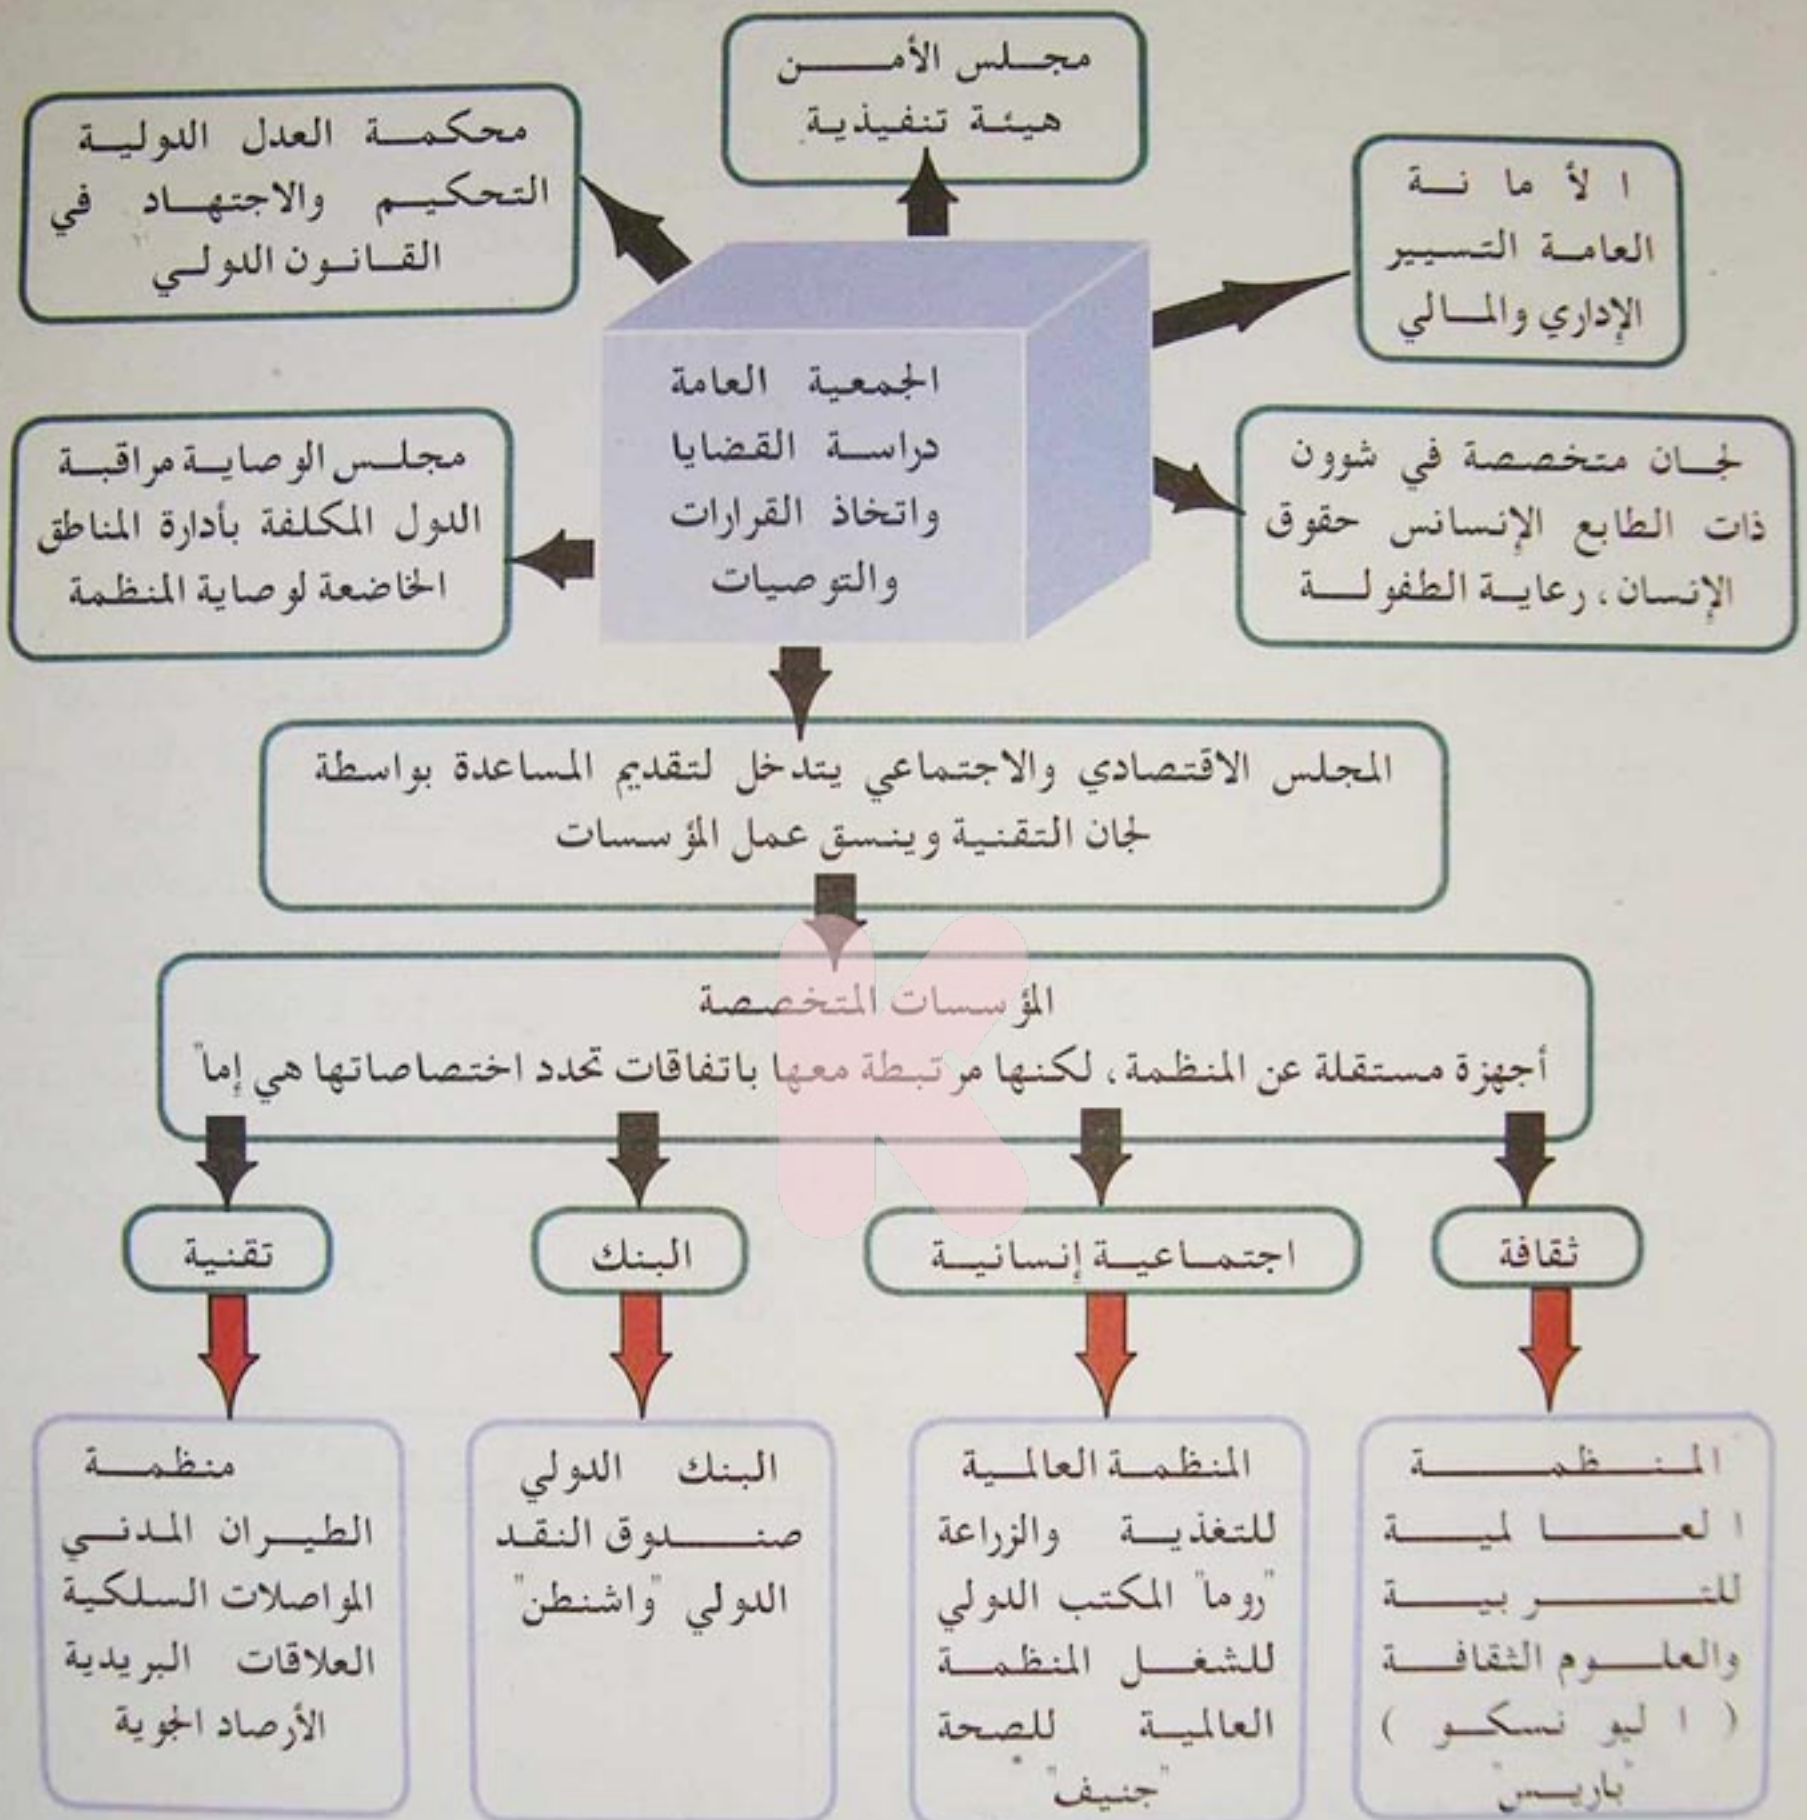 مجلس الأمن
هيئة تنفيذية
الأمانة
العامة التسيير
الإداري والمالي
محكمة العدل الدولية
التحكيم والاجتهاد في
القانون الدولي
الجمعية العامة
دراسة القضايا
واتخاذ القرارات
والتوصيات
لجان متخصصة في شوون
ذات الطابع الإنسانس حقوق
الإنسان، رعاية الطفولة
مجلس الوصاية مراقبة
الدول المكلفة بأدارة المناطق
الخاضعة لوصاية المنظمة
المجلس الاقتصادي والاجتماعي يتدخل لتقديم المساعدة بواسطة
لجان التقنية وينسق عمل المؤسسات
المؤسسات المتخصصة
أجهزة مستقلة عن المنظمة، لكنها مرتبطة معها باتفاقات تحدد اختصاصاتها هي إما"
ثقافة
اجتماعية إنسانية
البنك
تقنية
المنظمة
العالمية
للتربية
والعلوم الثقافة
(اليونسكو)
"باريس"
المنظمة العالمية
للتغذية والزراعة
"روما" المكتب الدولي
للشغل المنظمة
العالمية للصحة
"جنيف"
البنك الدولي
صندوق النقد
الدولي "واشنطن"
منظمة
الطيران المدني
المواصلات السلكية
العلاقات البريدية
الأرصاد الجوية
K